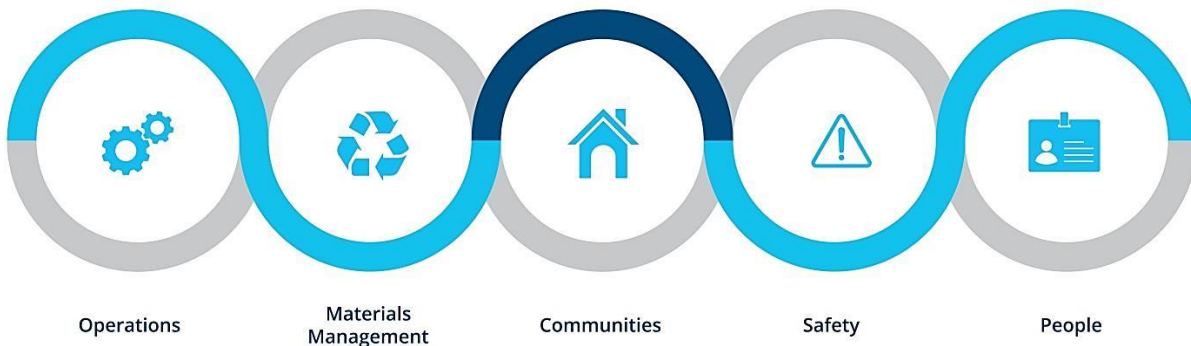 Operations
Materials
Management
Communities
Safety
People